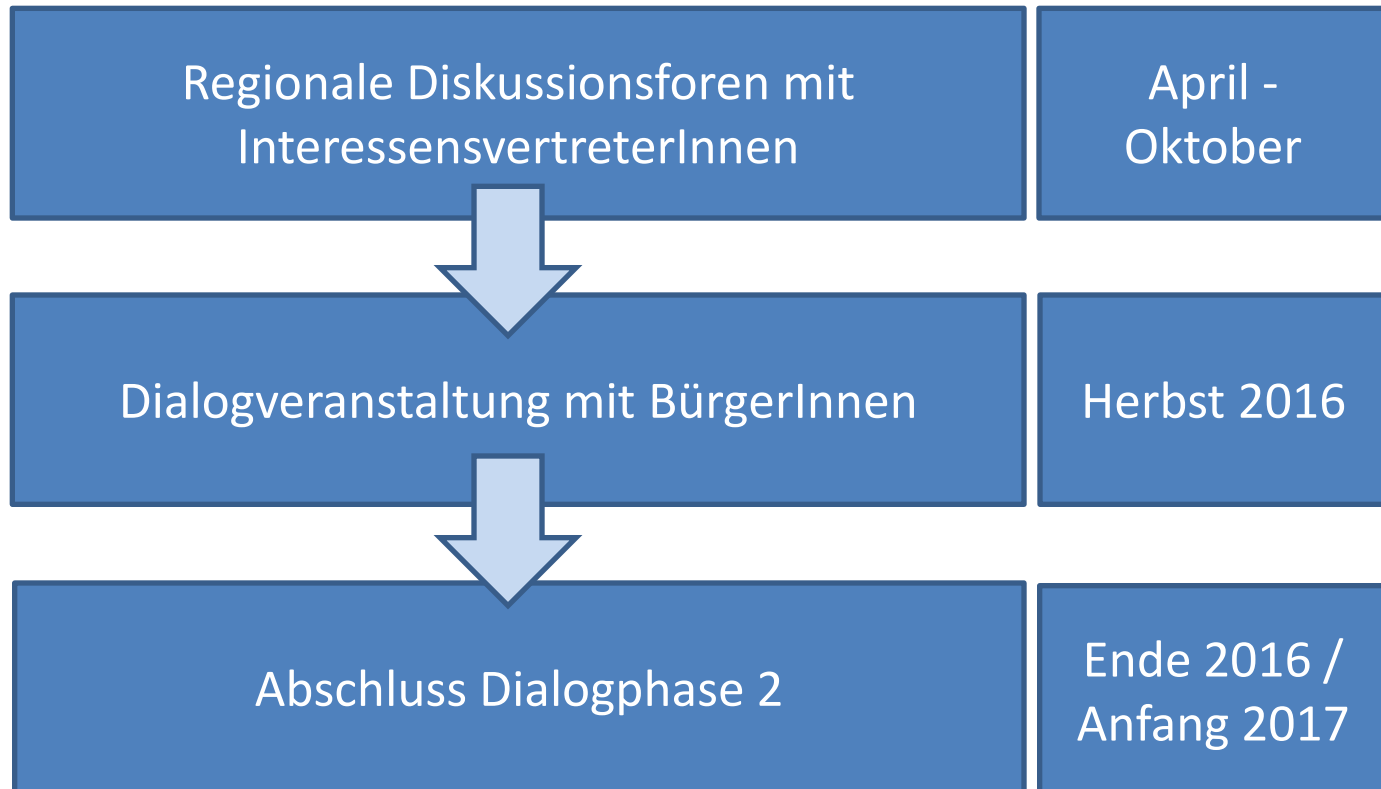 Regionale Diskussionsforen mit
InteressensvertreterInnen
April -
Oktober
Dialogveranstaltung mit BürgerInnen
Herbst 2016
Abschluss Dialogphase 2
Ende 2016 /
Anfang 2017